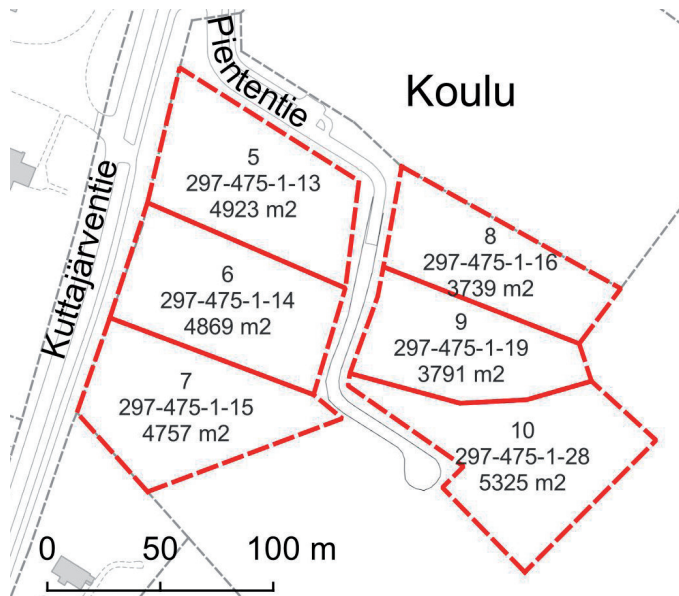 Pientientie
Koulu
Kuttajärventie
5
297-475-1-13
4923 m2
6
297-475-1-14
4869 m2
7
297-475-1-15
4757 m2
8
297-475-1-16
3739 m2
9
297-475-1-19
3791 m2
10
297-475-1-28
5325 m2
0 50 100 m